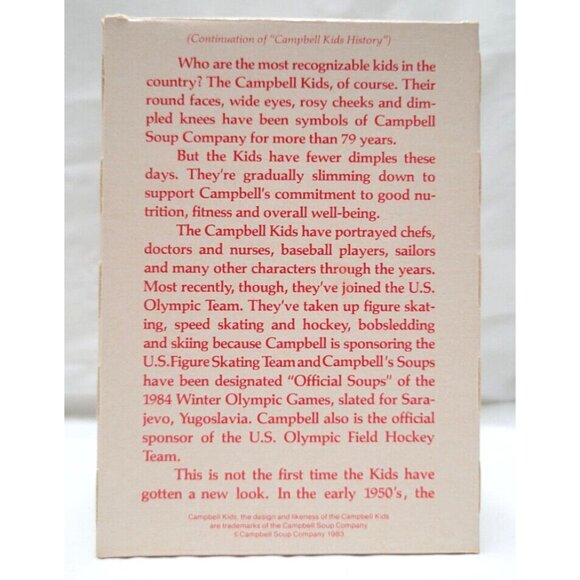 (Continuation of "Campbell Kids History")
Who are the most recognizable kids in the
country? The Campbell Kids, of course. Their
round faces, wide eyes, rosy cheeks and dim-
pled knees have been symbols of Campbell
Soup Company for more than 79 years.
But the Kids have fewer dimples these
days. They're gradually slimming down to
support Campbell's commitment to good nu-
trition, fitness and overall well-being.
The Campbell Kids have portrayed chefs,
doctors and nurses, baseball players, sailors
and many other characters through the years.
Most recently, though, they've joined the U.S.
Olympic Team. They've taken up figure skat-
ing, speed skating and hockey, bobsledding
and skiing because Campbell is sponsoring the
U.S. Figure Skating Team and Campbell's Soups
have been designated "Official Soups" of the
1984 Winter Olympic Games, slated for Sara-
jevo, Yugoslavia. Campbell also is the official
sponsor of the U.S. Olympic Field Hockey
Team.
This is not the first time the Kids have
gotten a new look. In the early 1950's, the
Campbell Kids, the design and likeness of the Campbell Kids
are trademarks of the Campbell Soup Company
©Campbell Soup Company 1983